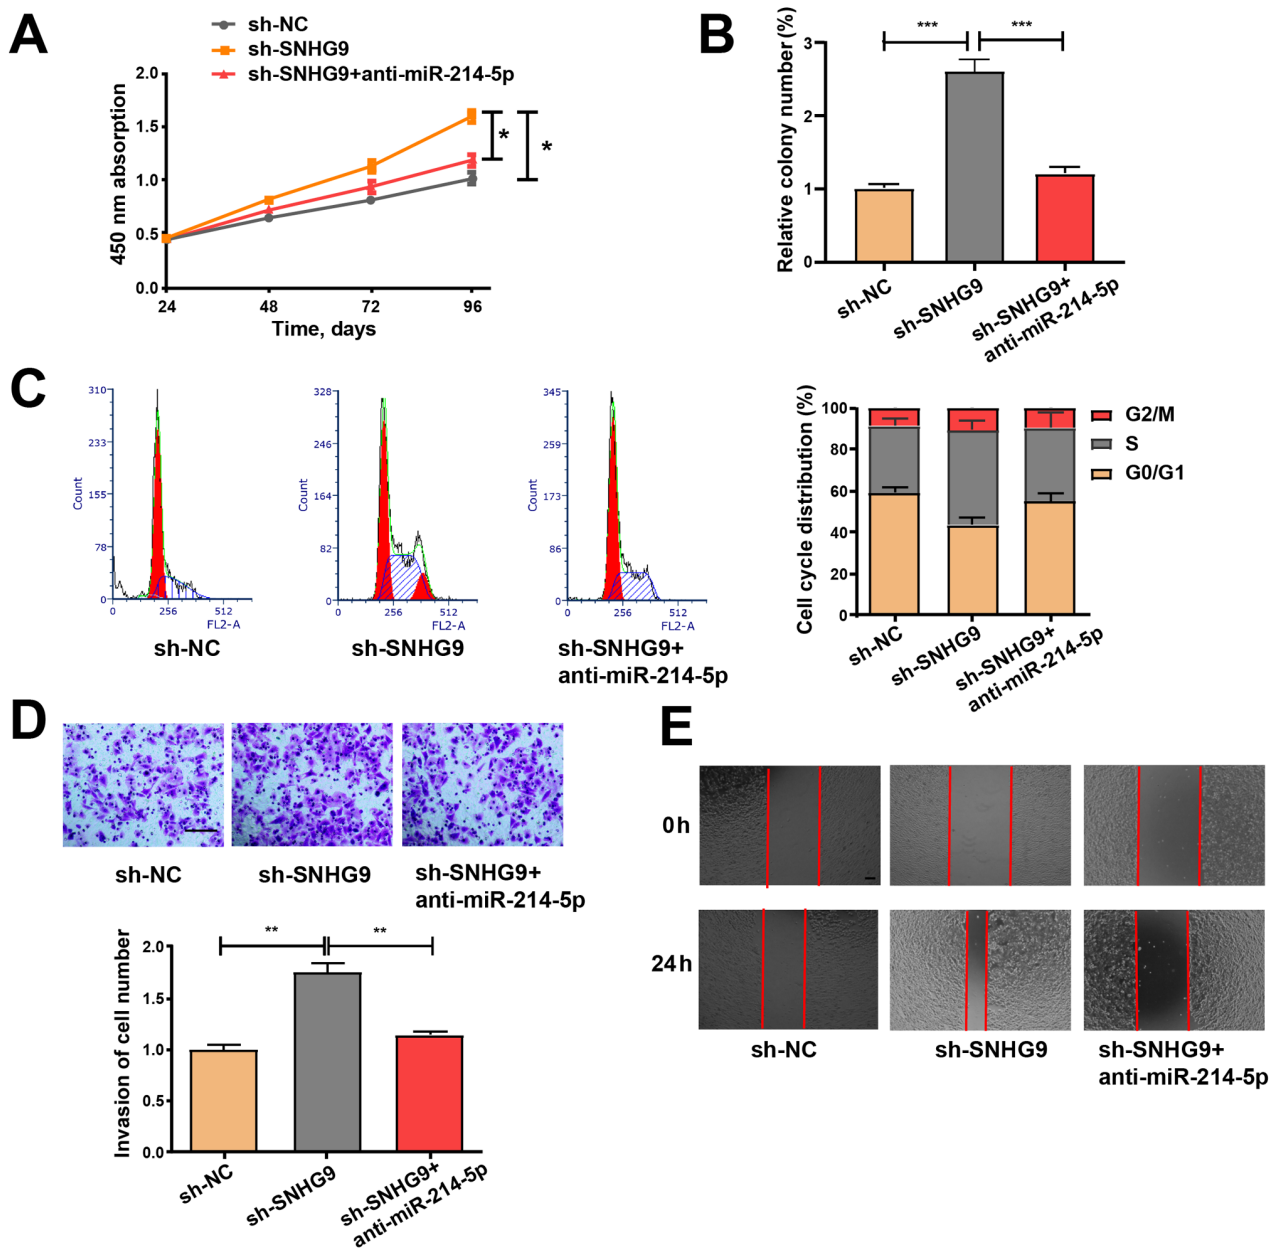 A
sh-NC
sh-SNHG9
sh-SNHG9+anti-miR-214-5p
450 nm absorption
2.0
1.5
1.0
0.5
0.0
24 48 72 96
Time, days
*
*
B
Relative colony number (%)
3
2
1
0
***
***
sh-NC
sh-SNHG9
sh-SNHG9+
anti-miR-214-5p
C
Count
310
233
155
78
0
0 256 512
FL2-A
sh-NC
Count
328
246
164
82
0
0 256 512
FL2-A
sh-SNHG9
Count
345
259
173
86
0
0 256 512
FL2-A
sh-SNHG9+
anti-miR-214-5p
Cell cycle distribution (%)
100
80
60
40
20
0
G2/M
S
G0/G1
sh-NC
sh-SNHG9
sh-SNHG9+
anti-miR-214-5p
D
sh-NC
sh-SNHG9
sh-SNHG9+
anti-miR-214-5p
Invasion of cell number
2.0
1.5
1.0
0.5
0.0
**
**
sh-NC
sh-SNHG9
sh-SNHG9+
anti-miR-214-5p
E
0 h
24 h
sh-NC
sh-SNHG9
sh-SNHG9+
anti-miR-214-5p